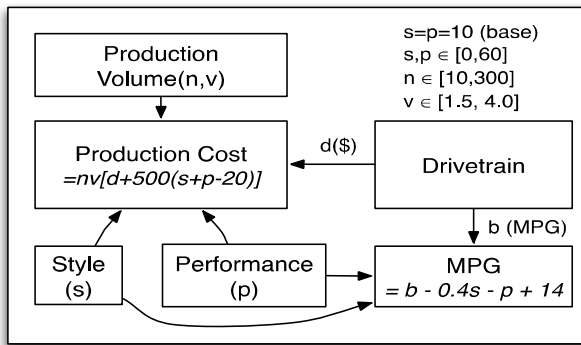 Production
Volume(n,v)
s=p=10 (base)
s,p ∈ [0,60]
n ∈ [10,300]
v ∈ [1.5, 4.0]
Production Cost
=nv[d+500(s+p-20)]
d($)
Drivetrain
b (MPG)
Style
(s)
Performance
(p)
MPG
= b - 0.4s - p + 14